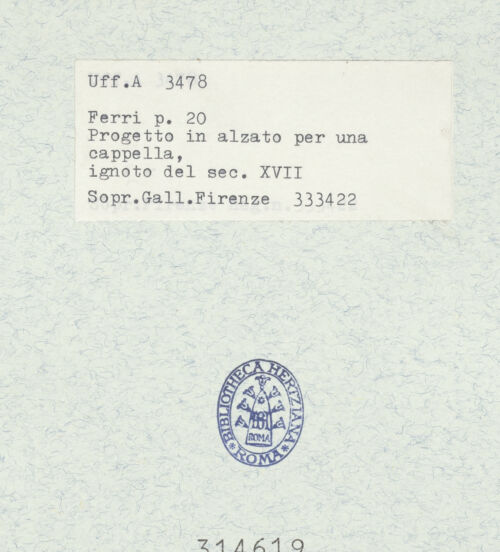 Uff.A 3478
Ferri p. 20
Progetto in alzato per una
cappella,
ignoto del sec. XVII
Sopr.Gall.Firenze 333422
BIBLIOTHECA HERTZIANA
ROMA
*ROMA*
314619